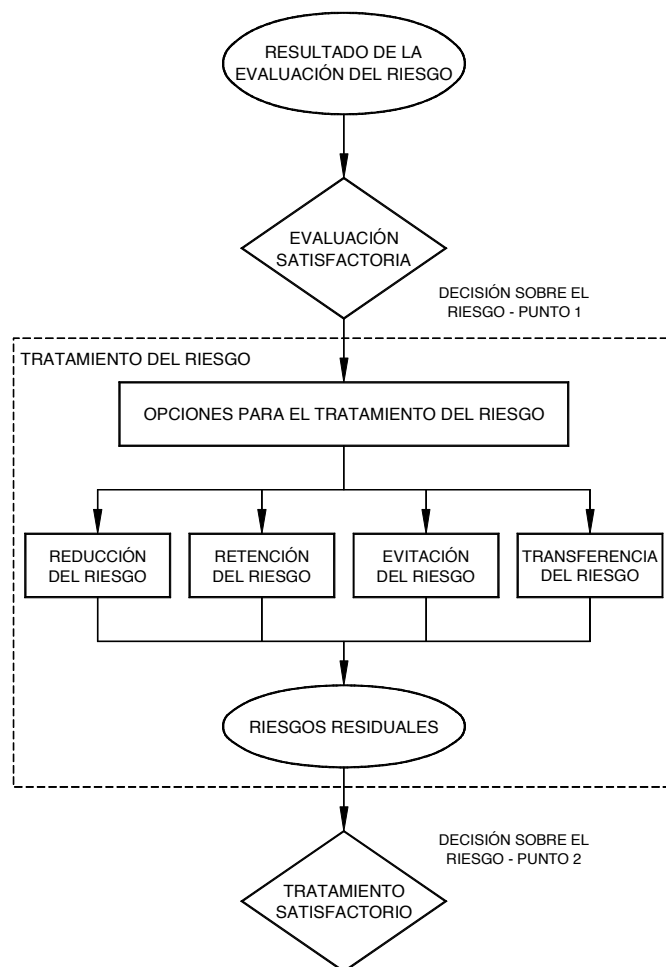 RESULTADO DE LA
EVALUACIÓN DEL RIESGO
EVALUACIÓN
SATISFACTORIA
DECISIÓN SOBRE EL
RIESGO - PUNTO 1
TRATAMIENTO DEL RIESGO
OPCIONES PARA EL TRATAMIENTO DEL RIESGO
REDUCCIÓN
DEL RIESGO
RETENCIÓN
DEL RIESGO
EVITACIÓN
DEL RIESGO
TRANSFERENCIA
DEL RIESGO
RIESGOS RESIDUALES
DECISIÓN SOBRE EL
RIESGO - PUNTO 2
TRATAMIENTO
SATISFACTORIO